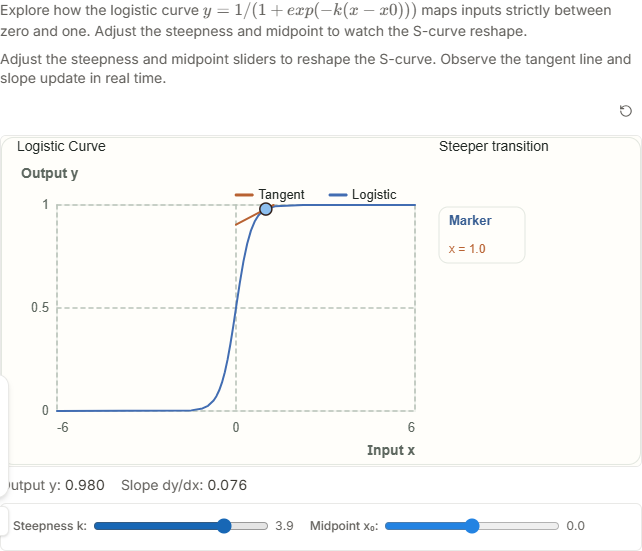 Explore how the logistic curve y = 1/(1 + exp(−k(x − x0))) maps inputs strictly between
zero and one. Adjust the steepness and midpoint to watch the S-curve reshape.
Adjust the steepness and midpoint sliders to reshape the S-curve. Observe the tangent line and
slope update in real time.
Logistic Curve
Steeper transition
Output y
Tangent
Logistic
1
0.5
0
-6
0
6
Input x
Marker
x = 1.0
utput y: 0.980 Slope dy/dx: 0.076
Steepness k: 3.9 Midpoint x₀: 0.0